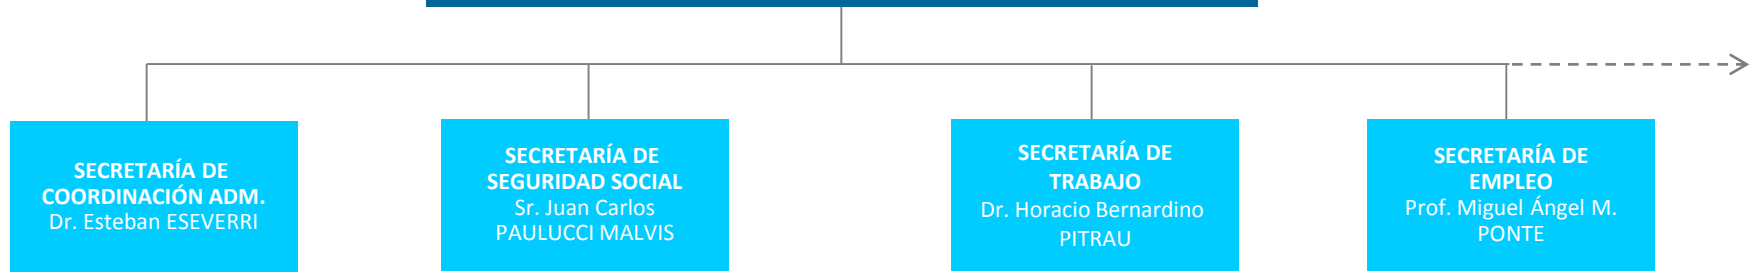 SECRETARÍA DE
COORDINACIÓN ADM.
Dr. Esteban ESEVERRI
SECRETARÍA DE
SEGURIDAD SOCIAL
Sr. Juan Carlos
PAULUCCI MALVIS
SECRETARÍA DE
TRABAJO
Dr. Horacio Bernardino
PITRAU
SECRETARÍA DE
EMPLEO
Prof. Miguel Ángel M.
PONTE